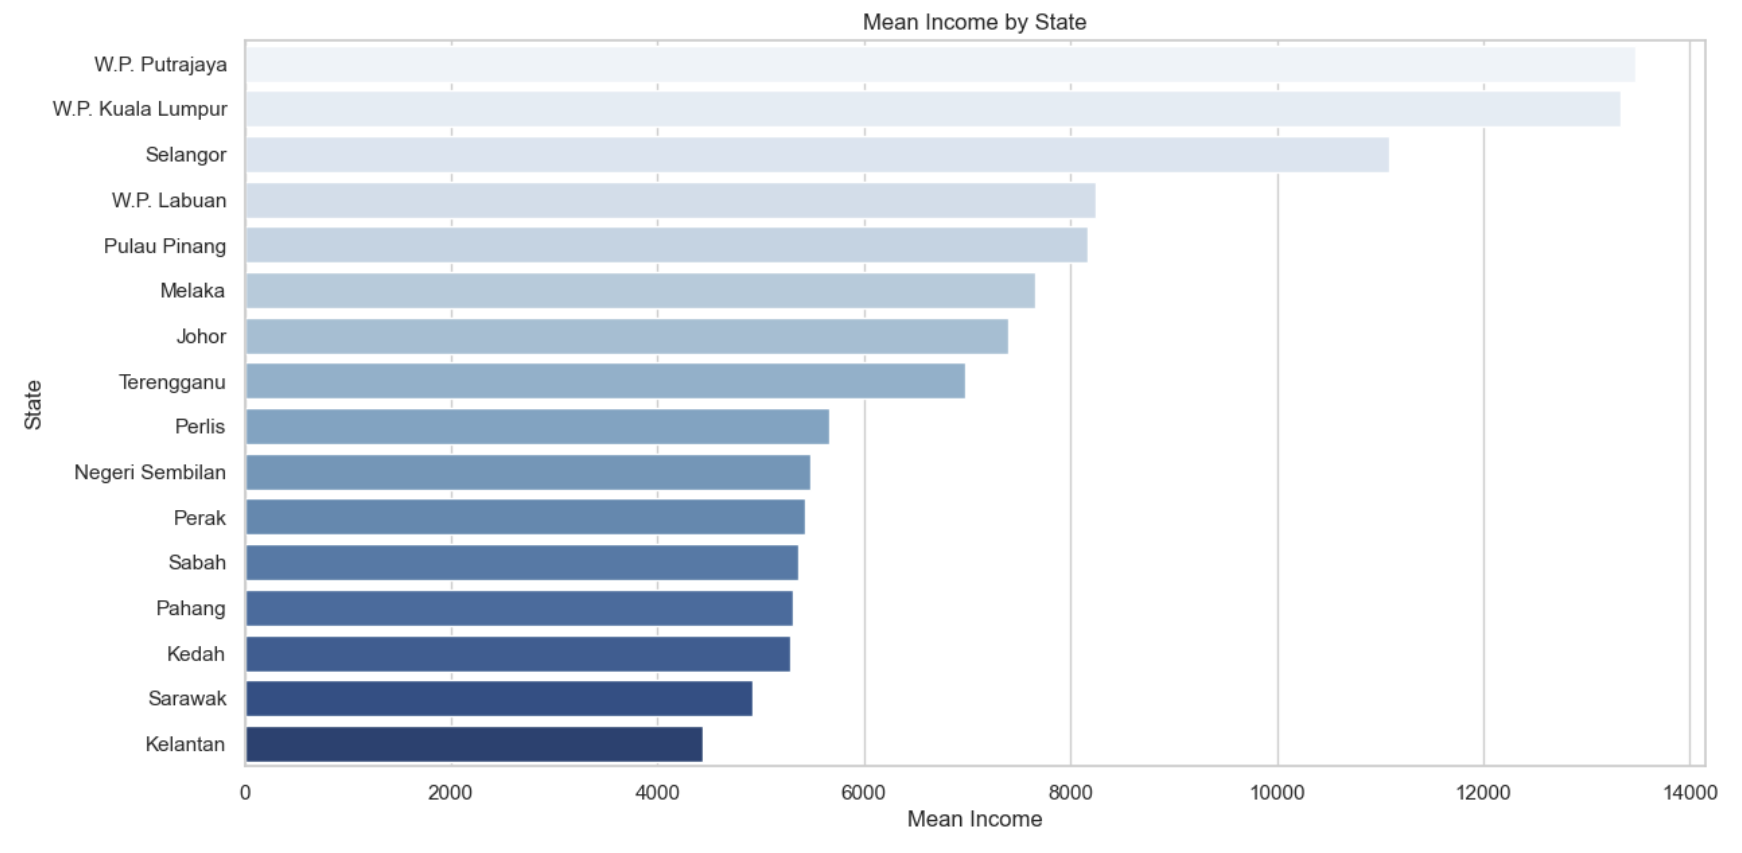 Mean Income by State
W.P. Putrajaya
W.P. Kuala Lumpur
Selangor
W.P. Labuan
Pulau Pinang
Melaka
Johor
Terengganu
Perlis
Negeri Sembilan
Perak
Sabah
Pahang
Kedah
Sarawak
Kelantan
State
0 2000 4000 6000 8000 10000 12000 14000
Mean Income